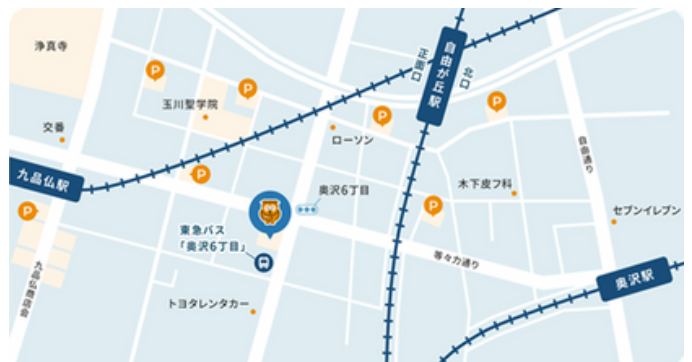 浄真寺
P
P
玉川聖学院
交番
九品仏駅
P
P
九品仏商店会
ローソン
P
自由が丘駅
正面口
北口
P
自由通り
奥沢6丁目
木下皮フ科
P
セブンイレブン
東急バス
「奥沢6丁目」
等々力通り
奥沢駅
トヨタレンタカー